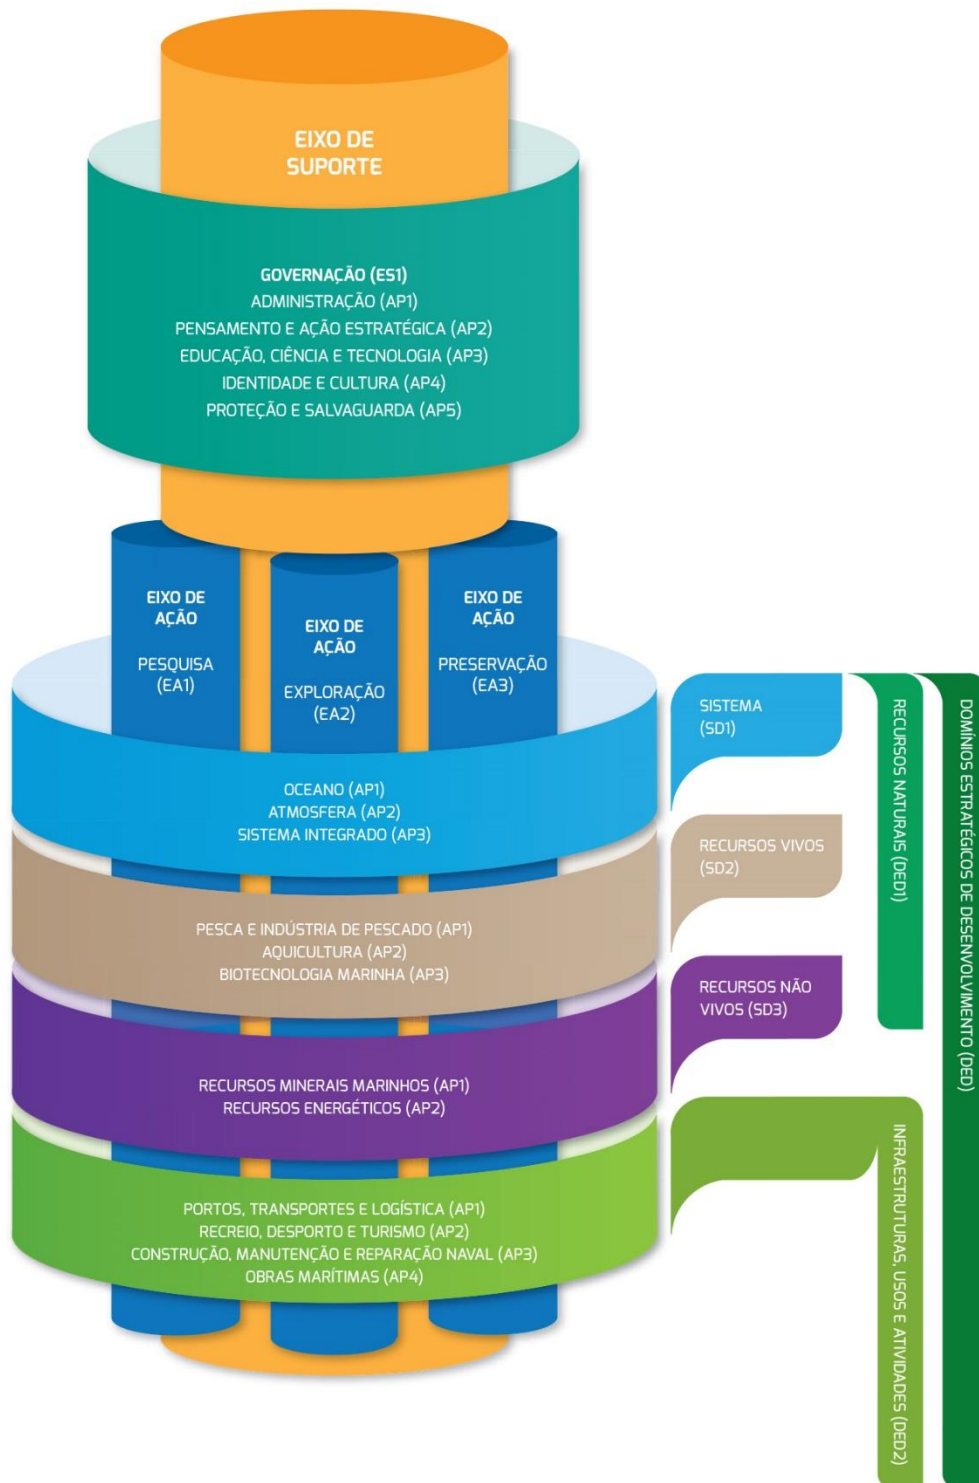 EIXO DE
SUPORTE
GOVERNAÇÃO (ES1)
ADMINISTRAÇÃO (AP1)
PENSAMENTO E AÇÃO ESTRATÉGICA (AP2)
EDUCAÇÃO, CIÊNCIA E TECNOLOGIA (AP3)
IDENTIDADE E CULTURA (AP4)
PROTEÇÃO E SALVAGUARDA (AP5)
EIXO DE
AÇÃO
PESQUISA
(EA1)
EIXO DE
AÇÃO
EXPLORAÇÃO
(EA2)
EIXO DE
AÇÃO
PRESERVAÇÃO
(EA3)
OCEANO (AP1)
ATMOSFERA (AP2)
SISTEMA INTEGRADO (AP3)
PESCA E INDÚSTRIA DE PESCADO (AP1)
AQUICULTURA (AP2)
BIOTECNOLOGIA MARINHA (AP3)
RECURSOS MINERAIS MARINHOS (AP1)
RECURSOS ENERGÉTICOS (AP2)
PORTOS, TRANSPORTES E LOGÍSTICA (AP1)
RECREIO, DESPORTO E TURISMO (AP2)
CONSTRUÇÃO, MANUTENÇÃO E REPARAÇÃO NAVAL (AP3)
OBRAS MARÍTIMAS (AP4)
SISTEMA
(SD1)
RECURSOS VIVOS
(SD2)
RECURSOS NÃO
VIVOS (SD3)
RECURSOS NATURAIS (DED1)
INFRAESTRUTURAS, USOS E ATIVIDADES (DED2)
DOMÍNIOS ESTRATÉGICOS DE DESENVOLVIMENTO (DED)